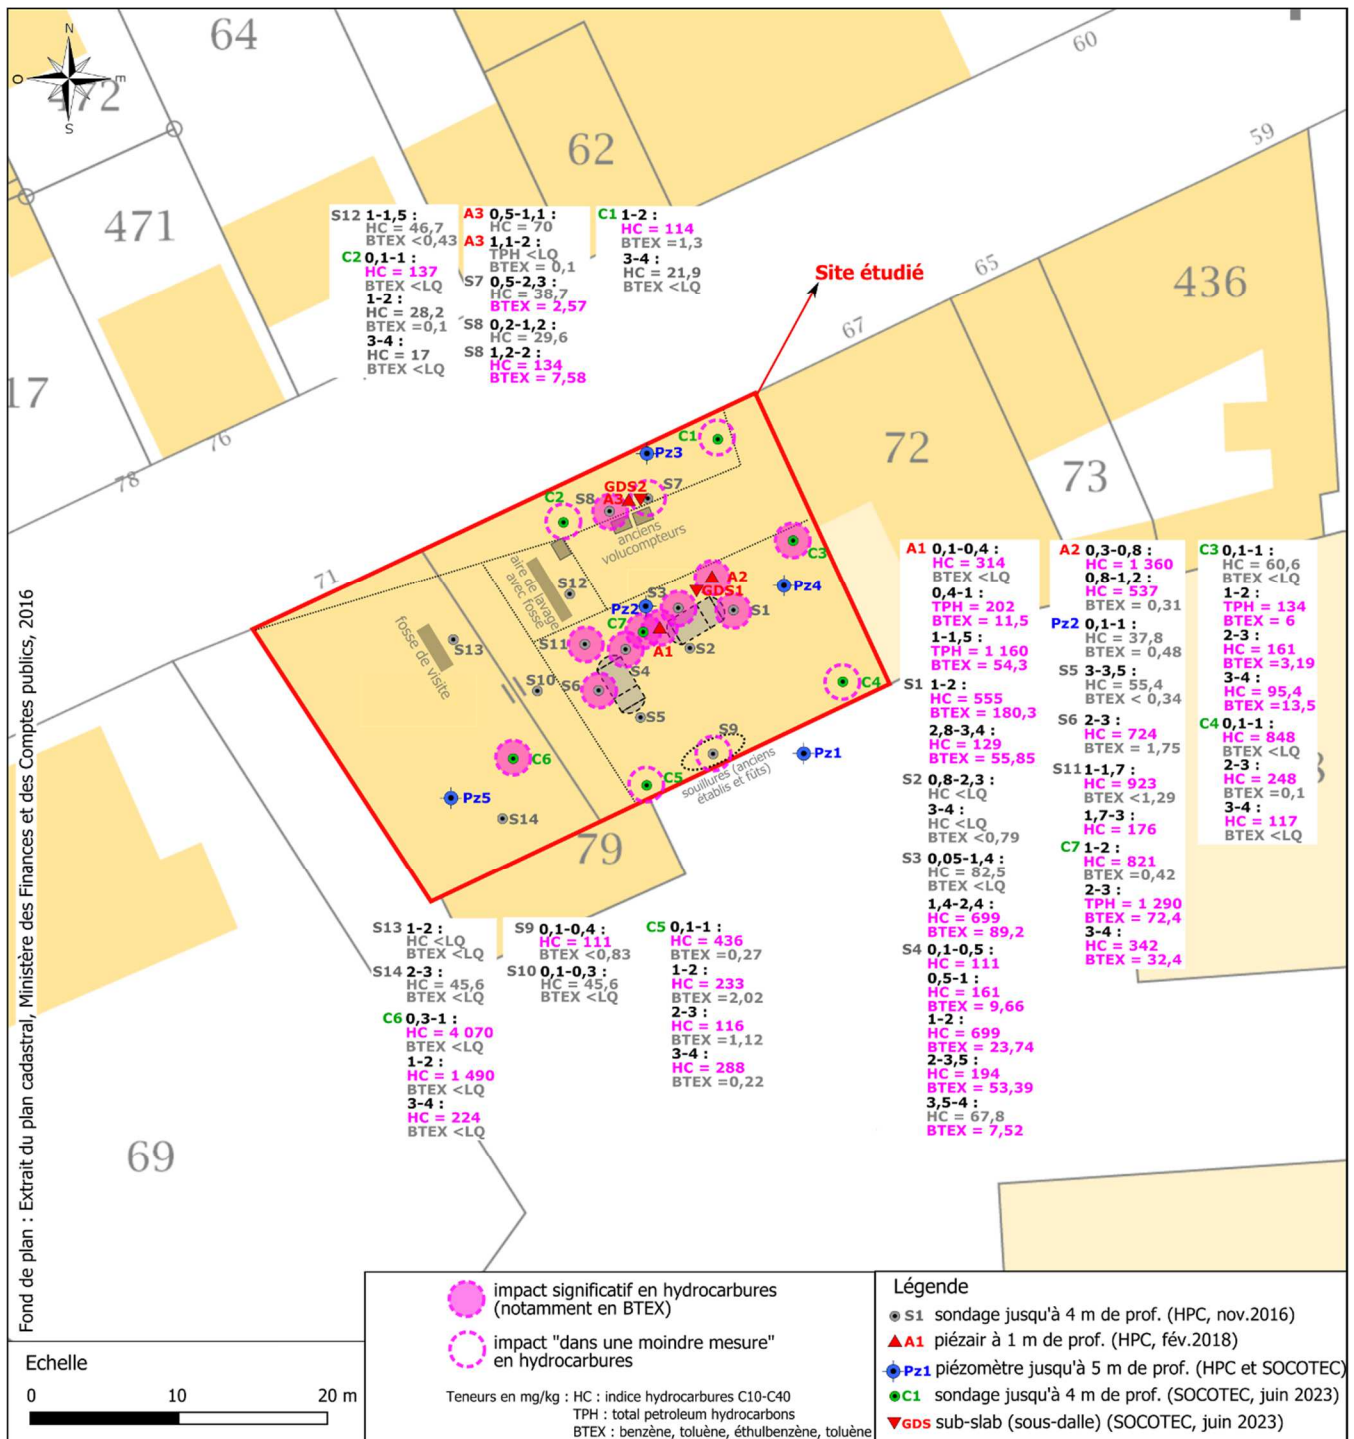 64
60
N
O
E
S
472
62
59
471
S12 1-1,5 :
HC = 46,7
BTEX <0,43
C2 0,1-1 :
HC = 137
BTEX <LQ
1-2 :
HC = 28,2
BTEX =0,1
3-4 :
HC = 17
BTEX <LQ
A3 0,5-1,1 :
HC = 70
A3 1,1-2 :
TPH <LQ
BTEX = 0,1
S7 0,5-2,3 :
HC = 38,7
BTEX = 2,57
S8 0,2-1,2 :
HC = 29,6
S8 1,2-2 :
HC = 134
BTEX = 7,58
C1 1-2 :
HC = 114
BTEX =1,3
3-4 :
HC = 21,9
BTEX <LQ
Site étudié
65
436
67
17
76
78
72
73
71
C1
Pz3
GDS2
S7
A3
S8
C2
anciens
volucompteurs
C3
aire de lavage
avec fosse
S12
A2
GDS1
Pz4
S3
Pz2
S1
C7
A1
S2
fosse de visite
S13
S11
S4
S10
S6
C4
S5
S9
Pz1
souillures (anciens
établis et fûts)
C6
C5
Pz5
S14
79
A1 0,1-0,4 :
HC = 314
BTEX <LQ
0,4-1 :
TPH = 202
BTEX = 11,5
1-1,5 :
TPH = 1 160
BTEX = 54,3
S1 1-2 :
HC = 555
BTEX = 180,3
2,8-3,4 :
HC = 129
BTEX = 55,85
S2 0,8-2,3 :
HC <LQ
3-4 :
HC <LQ
BTEX <0,79
S3 0,05-1,4 :
HC = 82,5
BTEX <LQ
1,4-2,4 :
HC = 699
BTEX = 89,2
S4 0,1-0,5 :
HC = 111
0,5-1 :
HC = 161
BTEX = 9,66
1-2 :
HC = 699
BTEX = 23,74
2-3,5 :
HC = 194
BTEX = 53,39
3,5-4 :
HC = 67,8
BTEX = 7,52
A2 0,3-0,8 :
HC = 1 360
0,8-1,2 :
HC = 537
BTEX = 0,31
Pz2 0,1-1 :
HC = 37,8
BTEX = 0,48
S5 3-3,5 :
HC = 55,4
BTEX < 0,34
S6 2-3 :
HC = 724
BTEX = 1,75
S11 1-1,7 :
HC = 923
BTEX <1,29
1,7-3 :
HC = 176
C7 1-2 :
HC = 821
BTEX =0,42
2-3 :
TPH = 1 290
BTEX = 72,4
3-4 :
HC = 342
BTEX = 32,4
C3 0,1-1 :
HC = 60,6
BTEX <LQ
1-2 :
TPH = 134
BTEX = 6
2-3 :
HC = 161
BTEX =3,19
3-4 :
HC = 95,4
BTEX =13,5
C4 0,1-1 :
HC = 848
BTEX <LQ
2-3 :
HC = 248
BTEX =0,1
3-4 :
HC = 117
BTEX <LQ
S13 1-2 :
HC <LQ
BTEX <LQ
S14 2-3 :
HC = 45,6
BTEX <LQ
C6 0,3-1 :
HC = 4 070
BTEX <LQ
1-2 :
HC = 1 490
BTEX <LQ
3-4 :
HC = 224
BTEX <LQ
S9 0,1-0,4 :
HC = 111
BTEX <0,83
S10 0,1-0,3 :
HC = 45,6
BTEX <LQ
C5 0,1-1 :
HC = 436
BTEX =0,27
1-2 :
HC = 233
BTEX =2,02
2-3 :
HC = 116
BTEX =1,12
3-4 :
HC = 288
BTEX =0,22
69
Fond de plan : Extrait du plan cadastral, Ministère des Finances et des Comptes publics, 2016
Echelle
0 10 20 m
impact significatif en hydrocarbures
(notamment en BTEX)
impact "dans une moindre mesure"
en hydrocarbures
Teneurs en mg/kg : HC : indice hydrocarbures C10-C40
TPH : total petroleum hydrocarbons
BTEX : benzène, toluène, éthulbenzène, toluène
Légende
S1 sondage jusqu'à 4 m de prof. (HPC, nov.2016)
A1 piézair à 1 m de prof. (HPC, fév.2018)
Pz1 piézomètre jusqu'à 5 m de prof. (HPC et SOCOTEC)
C1 sondage jusqu'à 4 m de prof. (SOCOTEC, juin 2023)
GDS sub-slab (sous-dalle) (SOCOTEC, juin 2023)